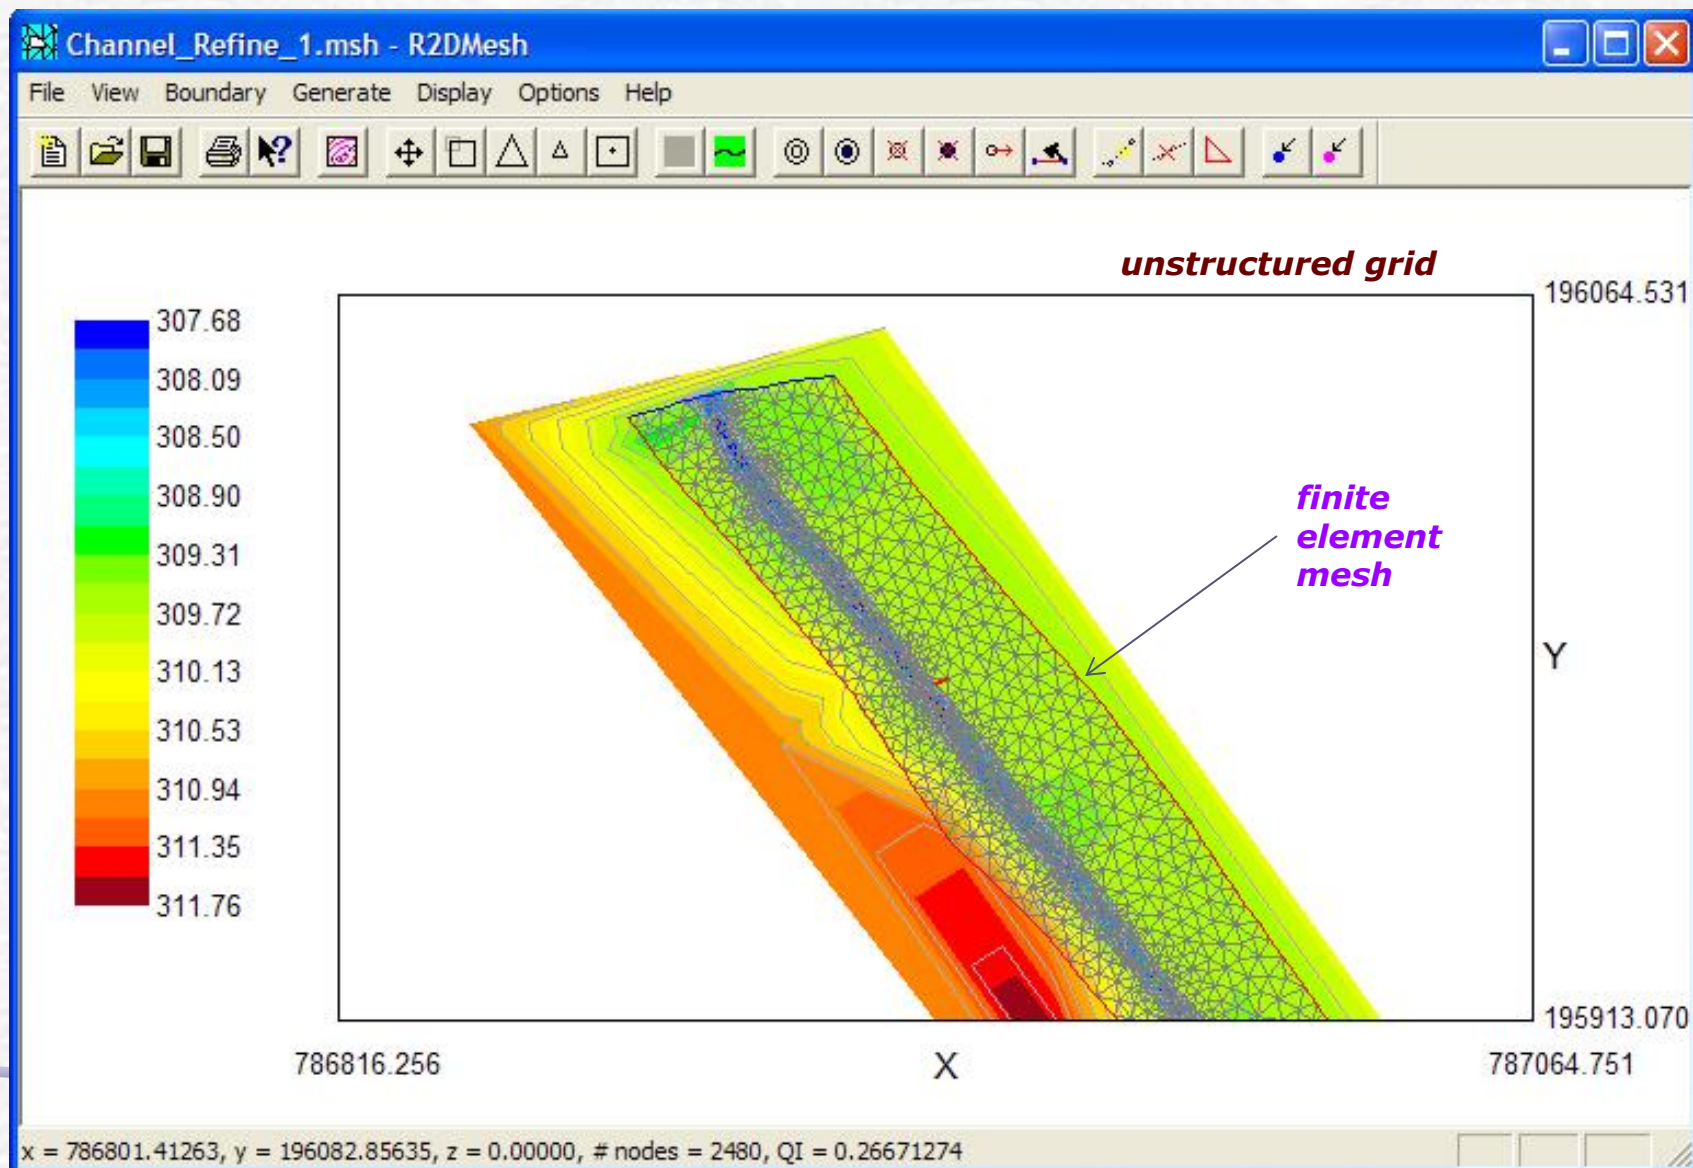 Channel_Refine_1.msh - R2DMesh
File View Boundary Generate Display Options Help
unstructured grid
196064.531
307.68
308.09
308.50
308.90
309.31
309.72
310.13
310.53
310.94
311.35
311.76
finite
element
mesh
Y
195913.070
786816.256 X 787064.751
x = 786801.41263, y = 196082.85635, z = 0.00000, # nodes = 2480, QI = 0.26671274